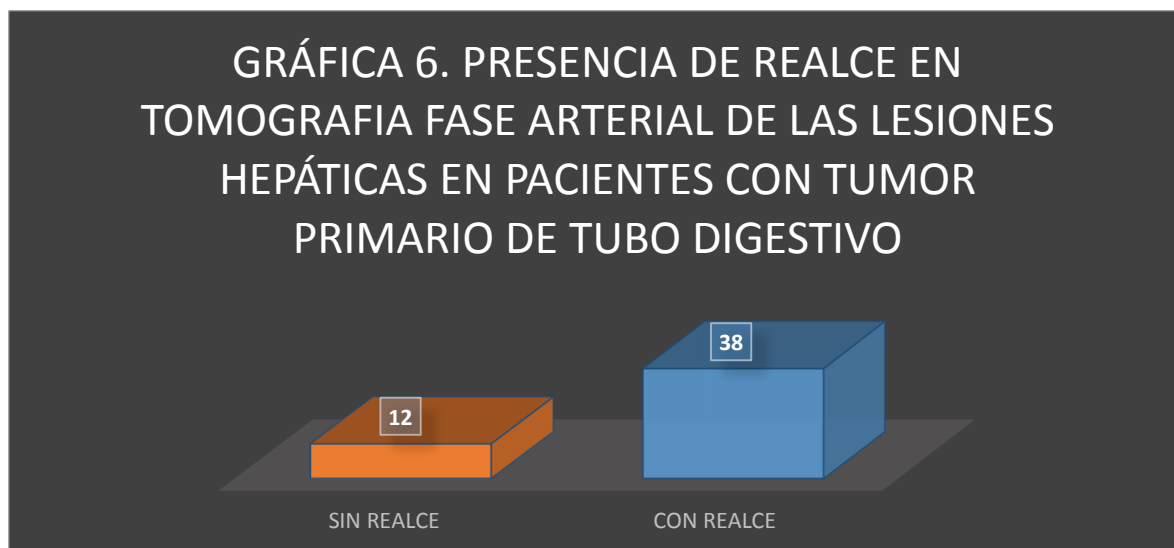 GRÁFICA 6. PRESENCIA DE REALCE EN
TOMOGRAFIA FASE ARTERIAL DE LAS LESIONES
HEPÁTICAS EN PACIENTES CON TUMOR
PRIMARIO DE TUBO DIGESTIVO
38
12
SIN REALCE
CON REALCE